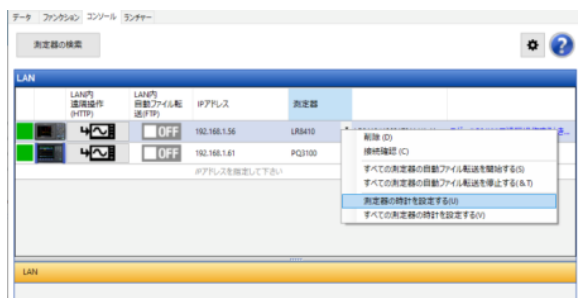 データ ファンクション コンソール ランチャー
測定器の検索
LAN
LAN内
遠隔操作
(HTTP)
LAN内
自動ファイル転
送(FTP)
IPアドレス
測定器
OFF
192.168.1.56
LR8410
OFF
192.168.1.61
PQ3100
IPアドレスを指定して下さい
削除 (D)
接続確認 (C)
すべての測定器の自動ファイル転送を開始する(S)
すべての測定器の自動ファイル転送を停止する(&T)
測定器の時計を設定する(U)
すべての測定器の時計を設定する(V)
LAN